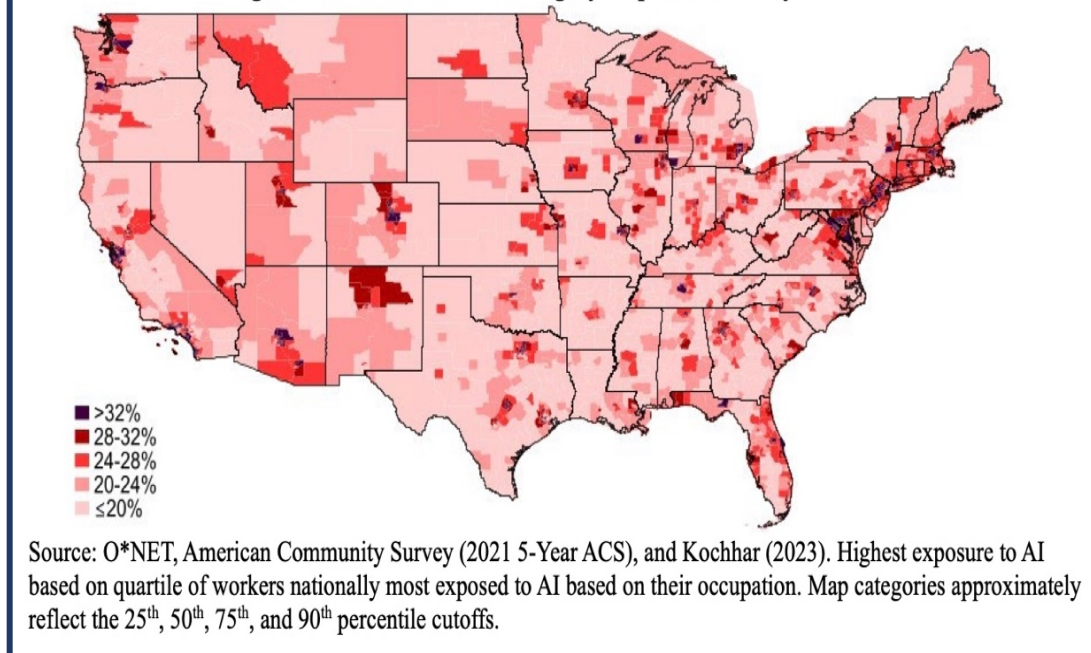 >32%
28-32%
24-28%
20-24%
≤20%
Source: O*NET, American Community Survey (2021 5-Year ACS), and Kochhar (2023). Highest exposure to AI
based on quartile of workers nationally most exposed to AI based on their occupation. Map categories approximately
reflect the 25th, 50th, 75th, and 90th percentile cutoffs.